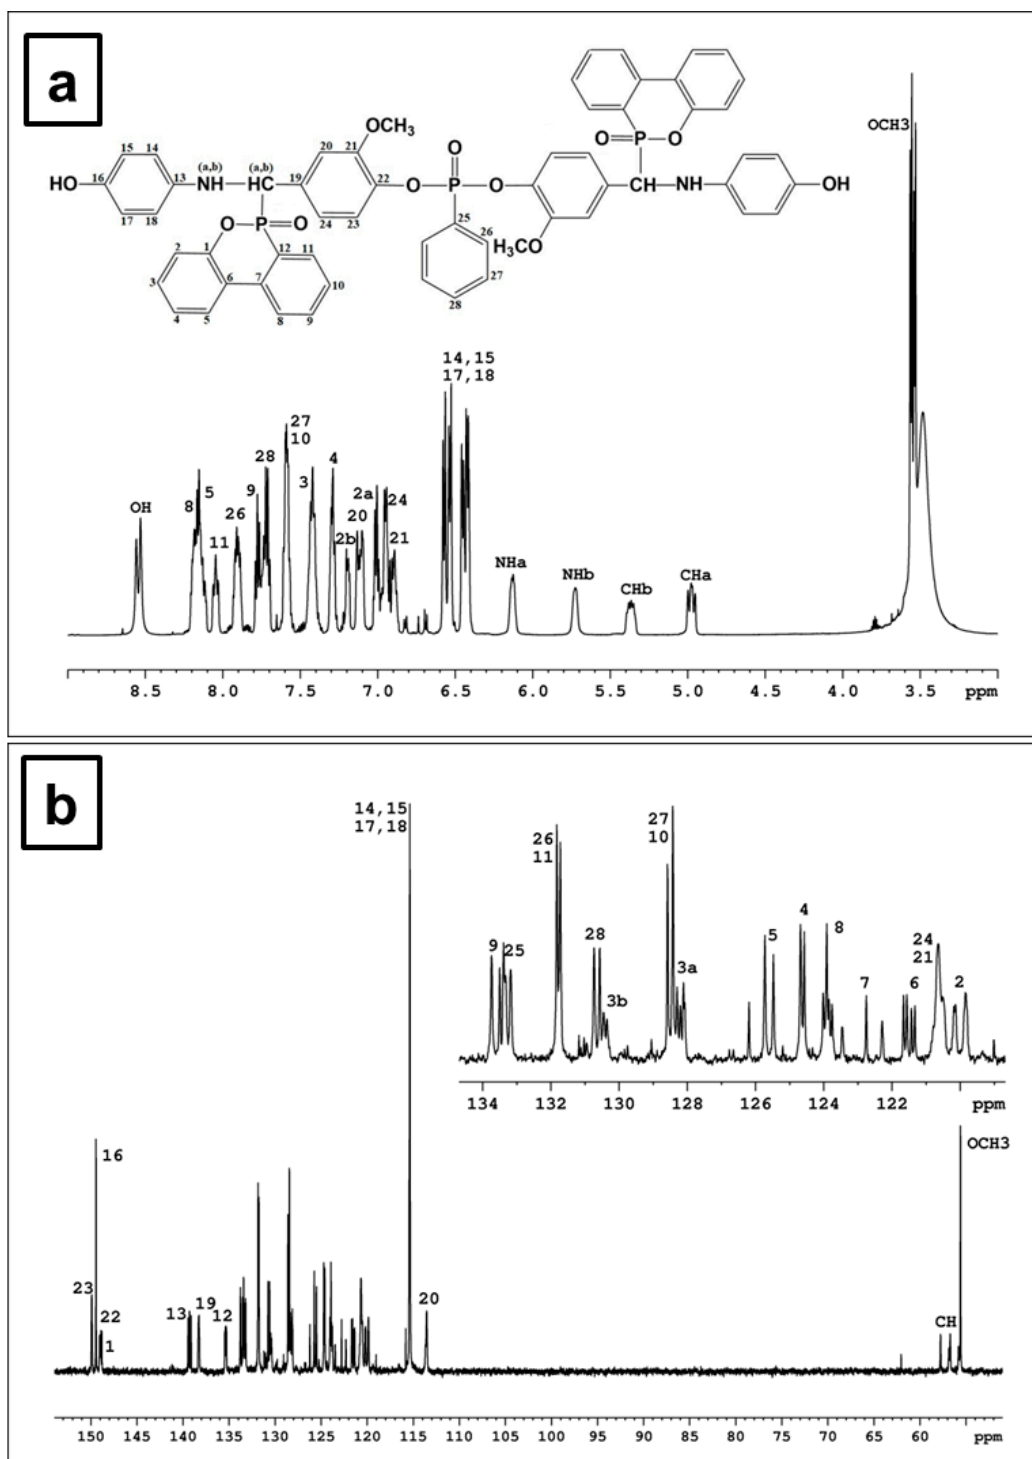 a
OCH3
O=P-O
OCH3
15 14 (a,b) (a,b) 20 21 O
16 13 19 22
HO NH HC O P O C NH OH
17 18 24 23 25
O P=O 26
2 1 12 11 H3CO
3 6 7 10 27
4 5 8 9 28
14,15
17,18
27
10
28 4
8 5 9 3 2a 24
OH 26 20
11 2b 21
NHa NHb CHb CHa
8.5 8.0 7.5 7.0 6.5 6.0 5.5 5.0 4.5 4.0 3.5 ppm
b
14,15
17,18
26
11
27
10
9 25 28 3b 3a 5 4 8 7 6 24
21 2
134 132 130 128 126 124 122 ppm
OCH3
16
23
22
1
13 19 12 20 CH
150 145 140 135 130 125 120 115 110 105 100 95 90 85 80 75 70 65 60 ppm